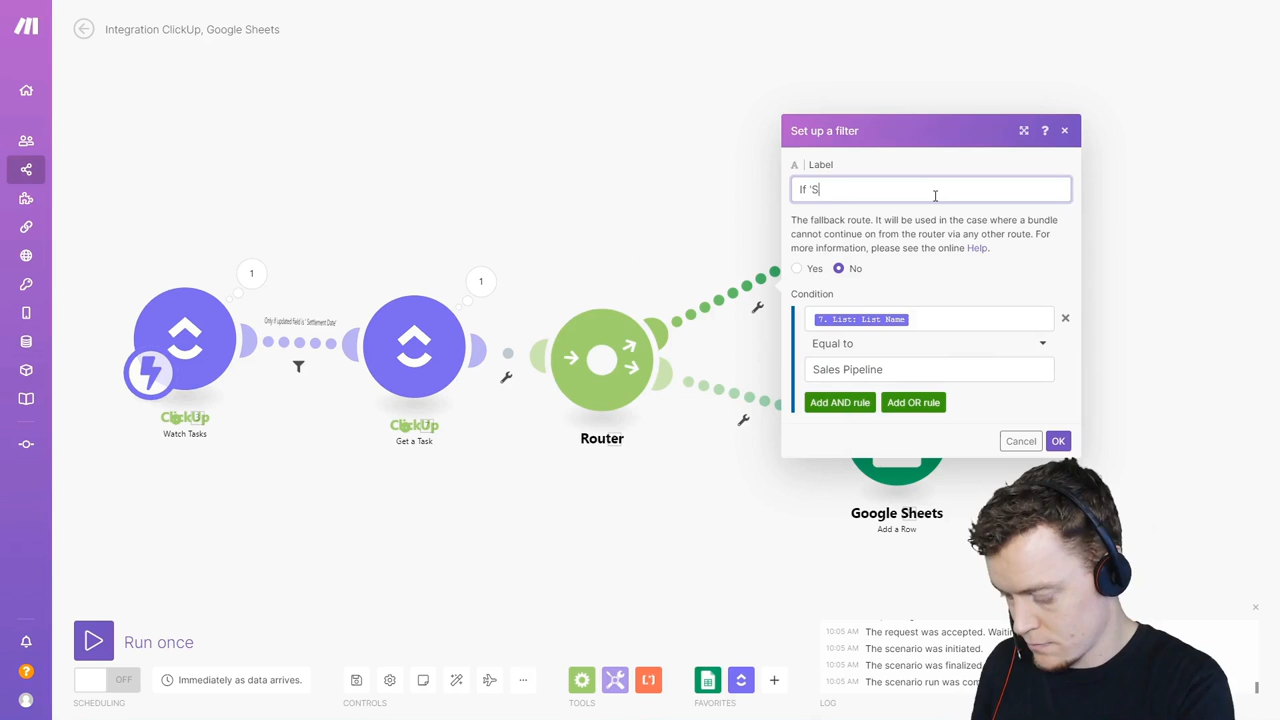 Integration ClickUp, Google Sheets
Set up a filter
A | Label
If 'S
The fallback route. It will be used in the case where a bundle
cannot continue on from the router via any other route. For
more information, please see the online Help.
Yes
No
Condition
7. List: List Name
Equal to
Sales Pipeline
Add AND rule
Add OR rule
Cancel
OK
1
1
Only if updated field is 'Settlement Date'
ClickUp
Watch Tasks
ClickUp
Get a Task
Router
Google Sheets
Add a Row
Run once
OFF
Immediately as data arrives.
SCHEDULING
CONTROLS
TOOLS
FAVORITES
LOG
10:05 AM The request was accepted. Waitin
10:05 AM The scenario was initiated.
10:05 AM The scenario was finalized.
10:05 AM The scenario run was com